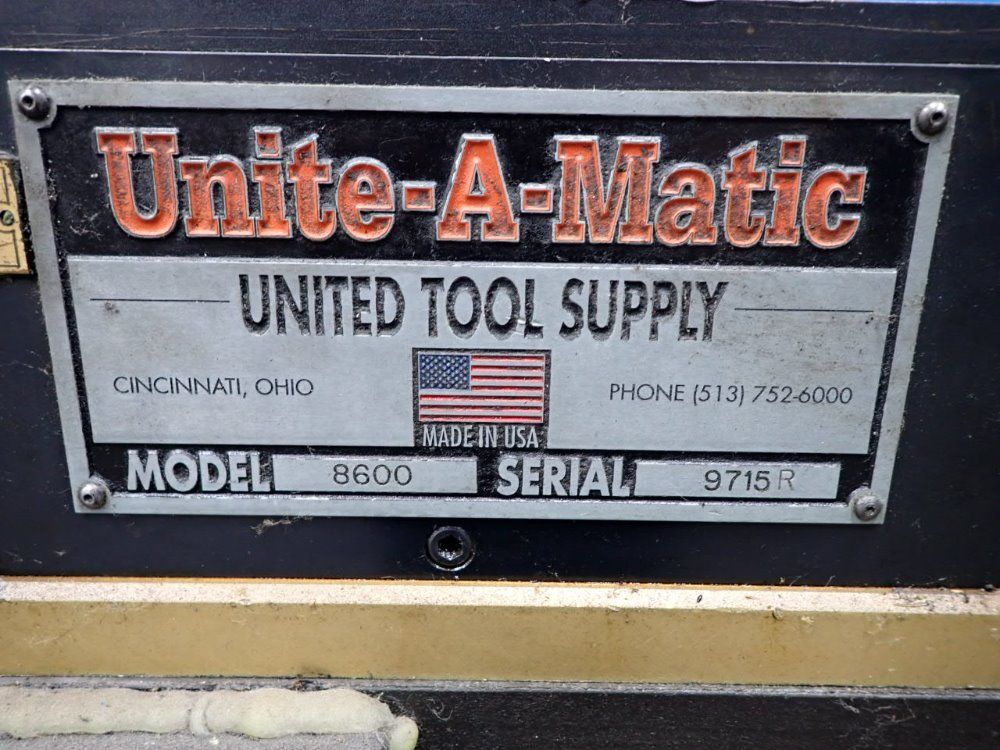 Unite-A-Matic
UNITED TOOL SUPPLY
CINCINNATI, OHIO
PHONE (513) 752-6000
MADE IN USA
MODEL 8600 SERIAL 9715 R